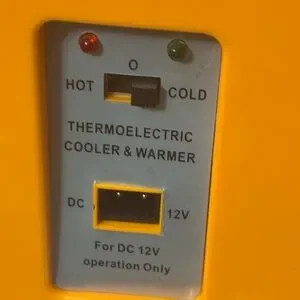 O
HOT COLD
THERMOELECTRIC
COOLER & WARMER
DC 12V
For DC 12V
operation Only